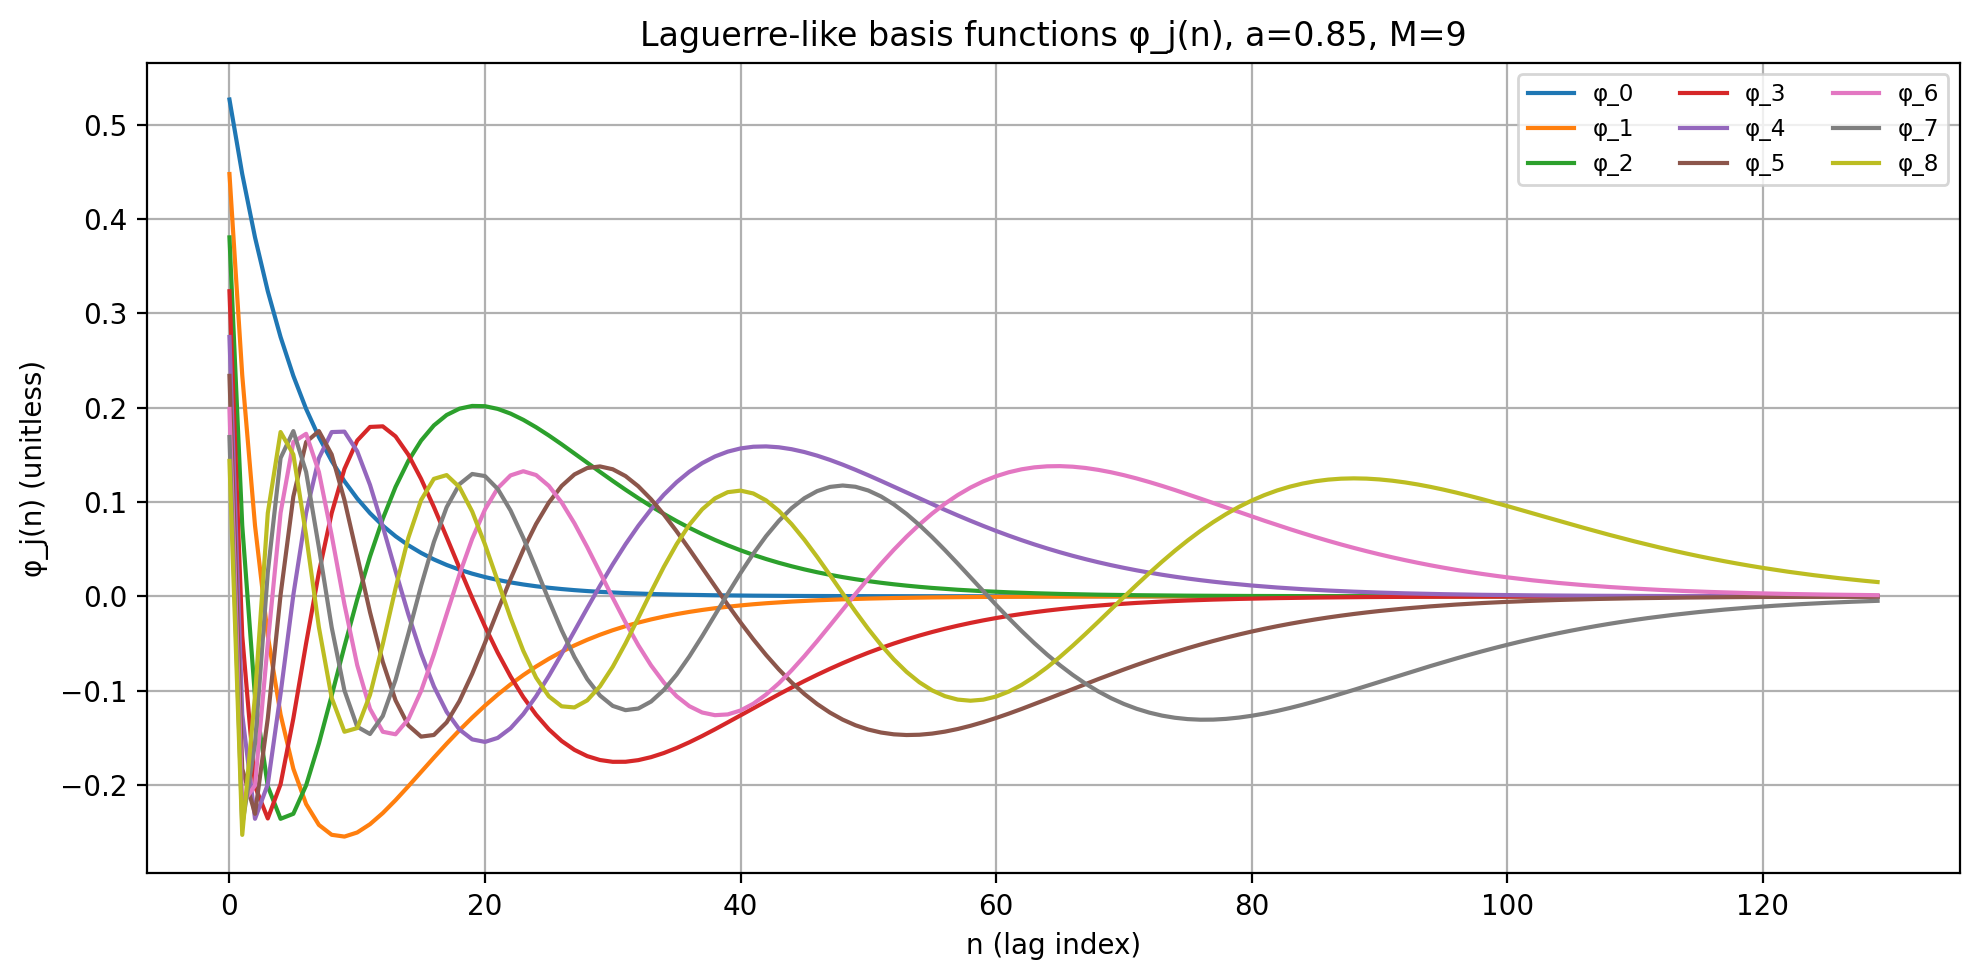 Laguerre-like basis functions φ_j(n), a=0.85, M=9
φ_j(n) (unitless)
0.5
0.4
0.3
0.2
0.1
0.0
−0.1
−0.2
φ_0 φ_3 φ_6
φ_1 φ_4 φ_7
φ_2 φ_5 φ_8
0 20 40 60 80 100 120
n (lag index)